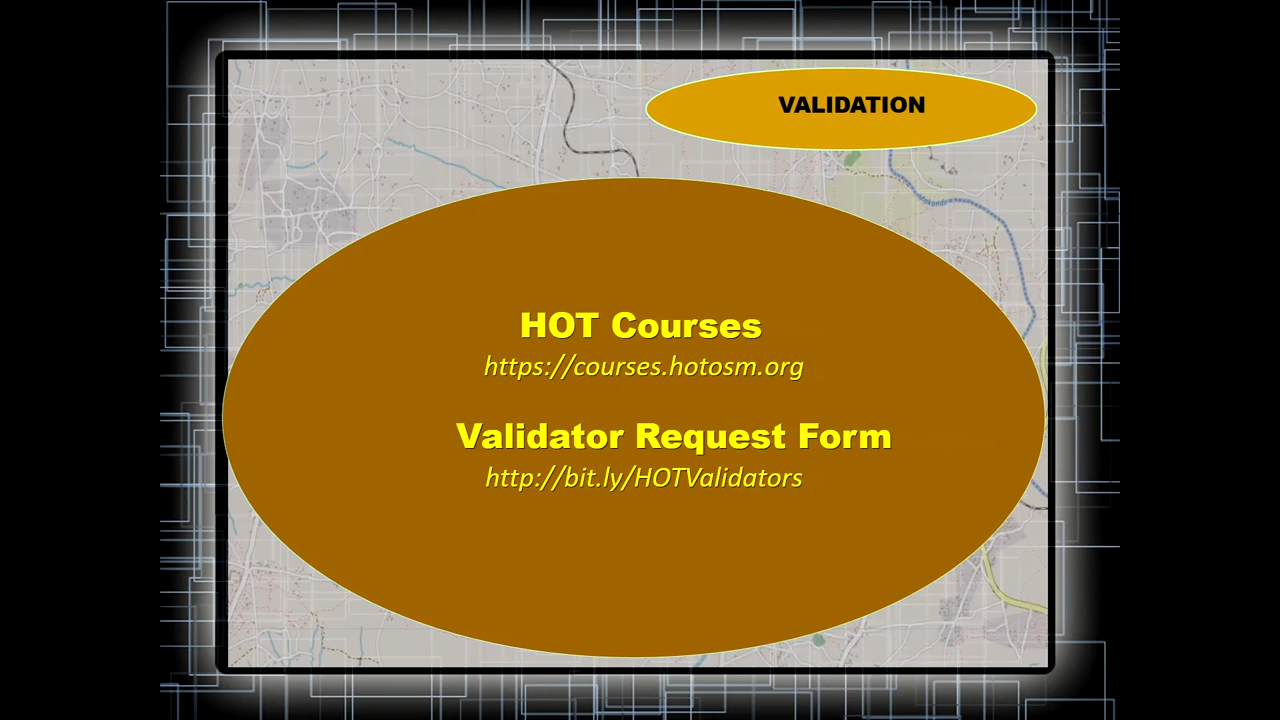 VALIDATION
HOT Courses
https://courses.hotosm.org
Validator Request Form
http://bit.ly/HOTValidators